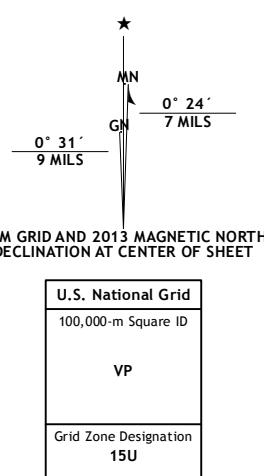 ★
MN
0° 24´
7 MILS
GN
0° 31´
9 MILS
M GRID AND 2013 MAGNETIC NORTH
DECLINATION AT CENTER OF SHEET
U.S. National Grid
100,000-m Square ID
VP
Grid Zone Designation
15U